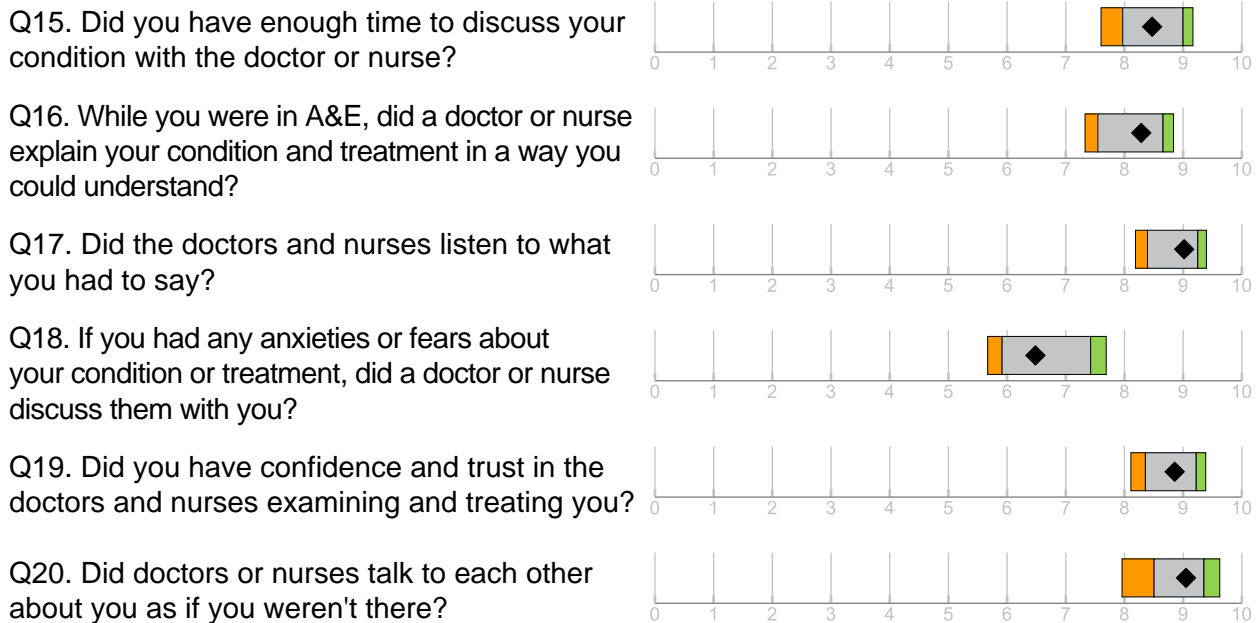 Q15. Did you have enough time to discuss your
condition with the doctor or nurse?
0 1 2 3 4 5 6 7 8 9 10
Q16. While you were in A&E, did a doctor or nurse
explain your condition and treatment in a way you
could understand?
0 1 2 3 4 5 6 7 8 9 10
Q17. Did the doctors and nurses listen to what
you had to say?
0 1 2 3 4 5 6 7 8 9 10
Q18. If you had any anxieties or fears about
your condition or treatment, did a doctor or nurse
discuss them with you?
0 1 2 3 4 5 6 7 8 9 10
Q19. Did you have confidence and trust in the
doctors and nurses examining and treating you?
0 1 2 3 4 5 6 7 8 9 10
Q20. Did doctors or nurses talk to each other
about you as if you weren't there?
0 1 2 3 4 5 6 7 8 9 10